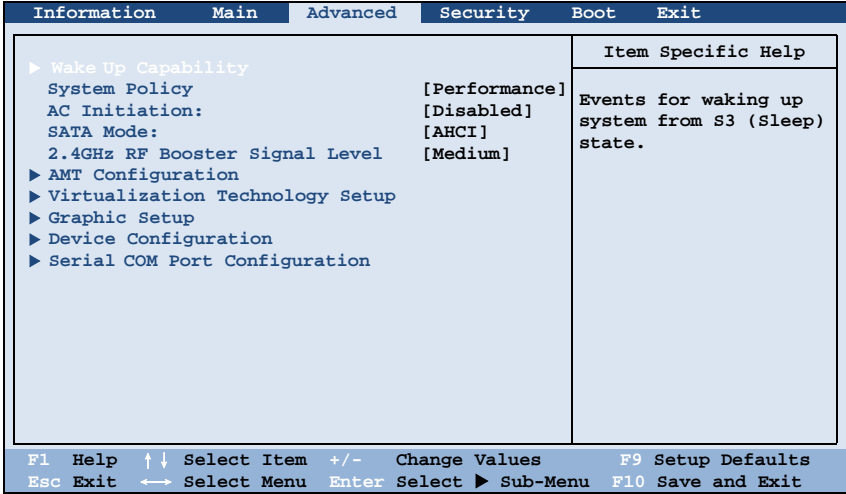 Information Main Advanced Security Boot Exit
Item Specific Help
▶ Wake Up Capability
System Policy [Performance]
AC Initiation: [Disabled]
SATA Mode: [AHCI]
2.4GHz RF Booster Signal Level [Medium]
▶ AMT Configuration
▶ Virtualization Technology Setup
▶ Graphic Setup
▶ Device Configuration
▶ Serial COM Port Configuration
Events for waking up
system from S3 (Sleep)
state.
F1 Help ↑↓ Select Item +/- Change Values F9 Setup Defaults
Esc Exit ←→ Select Menu Enter Select ▶ Sub-Menu F10 Save and Exit